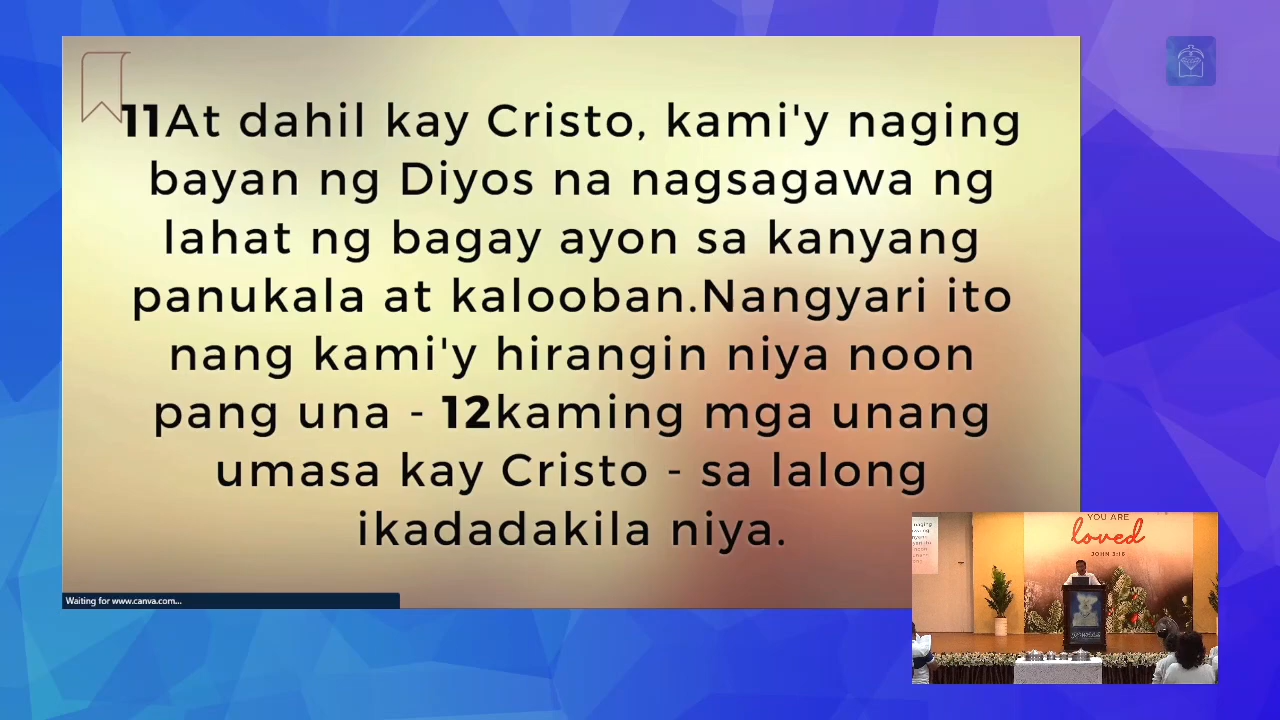 11At dahil kay Cristo, kami'y naging
bayan ng Diyos na nagsagawa ng
lahat ng bagay ayon sa kanyang
panukala at kalooban.Nangyari ito
nang kami'y hirangin niya noon
pang una - 12kaming mga unang
umasa kay Cristo - sa lalong
ikadadakila niya.
Waiting for www.canva.com...
YOU ARE
loved
JOHN 3:16